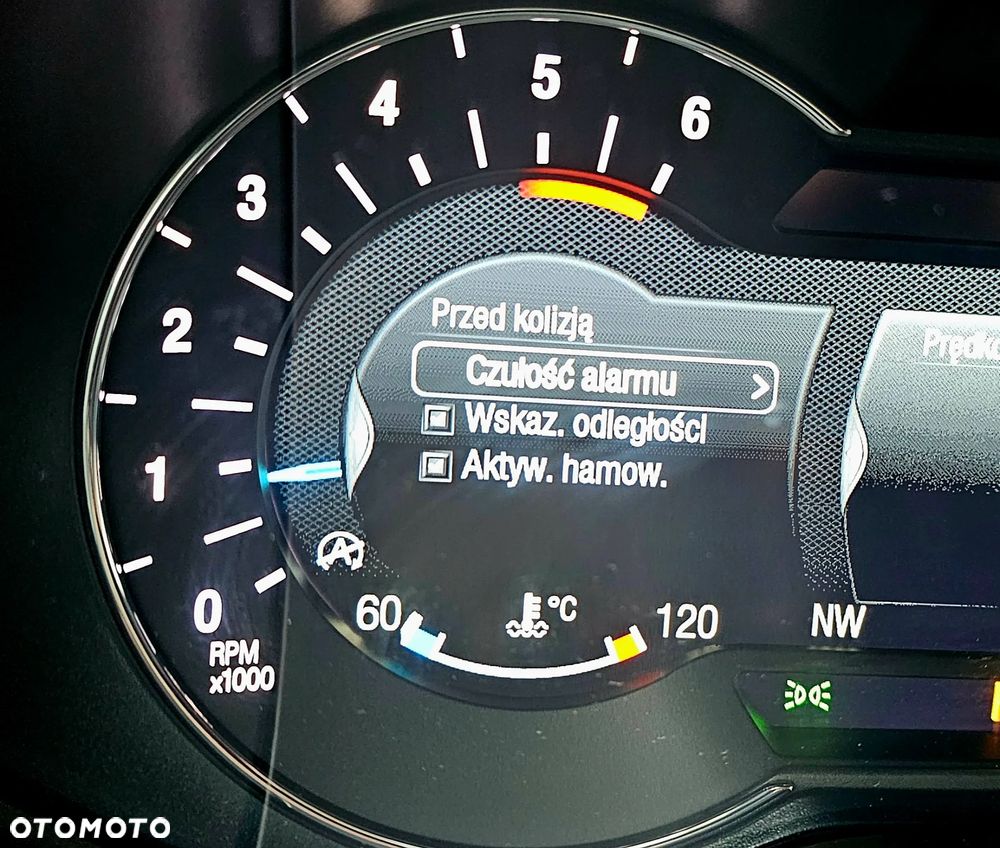 5
4
6
3
2
1
0
RPM
x1000
Przed kolizją
Czułość alarmu >
Wskaz. odległości
Aktyw. hamow.
A
60 °C 120
NW
OTOMOTO